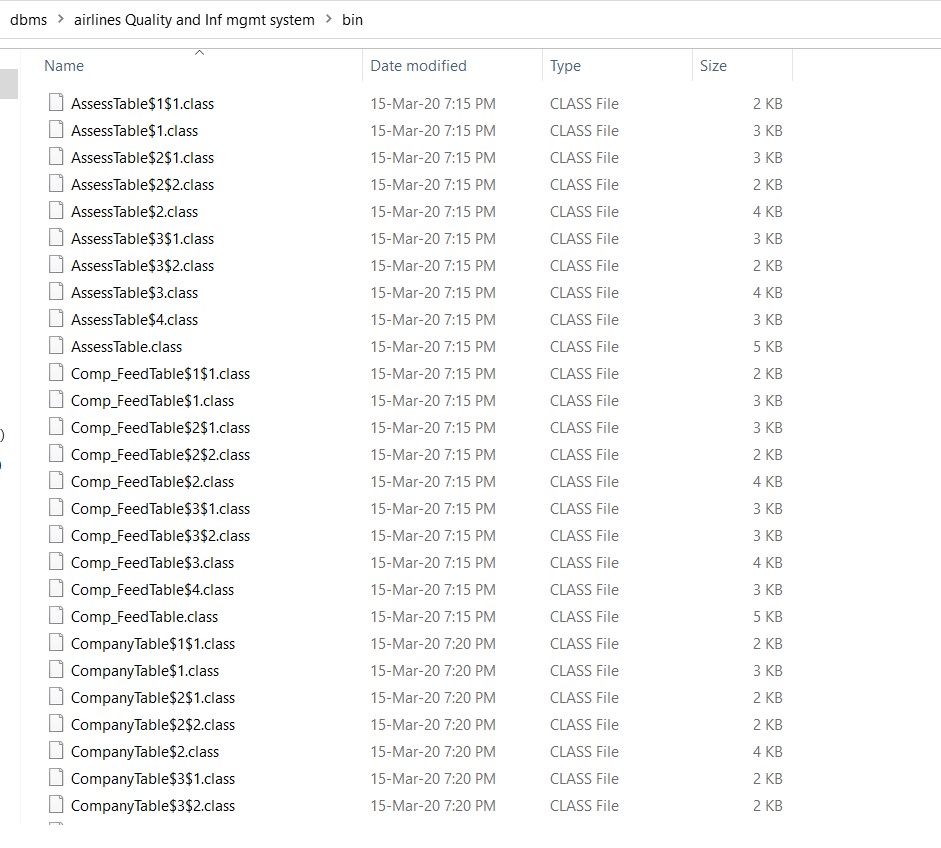 dbms > airlines Quality and Inf mgmt system > bin
Name Date modified Type Size
AssessTable$1$1.class 15-Mar-20 7:15 PM CLASS File 2 KB
AssessTable$1.class 15-Mar-20 7:15 PM CLASS File 3 KB
AssessTable$2$1.class 15-Mar-20 7:15 PM CLASS File 3 KB
AssessTable$2$2.class 15-Mar-20 7:15 PM CLASS File 2 KB
AssessTable$2.class 15-Mar-20 7:15 PM CLASS File 4 KB
AssessTable$3$1.class 15-Mar-20 7:15 PM CLASS File 3 KB
AssessTable$3$2.class 15-Mar-20 7:15 PM CLASS File 2 KB
AssessTable$3.class 15-Mar-20 7:15 PM CLASS File 4 KB
AssessTable$4.class 15-Mar-20 7:15 PM CLASS File 3 KB
AssessTable.class 15-Mar-20 7:15 PM CLASS File 5 KB
Comp_FeedTable$1$1.class 15-Mar-20 7:15 PM CLASS File 2 KB
Comp_FeedTable$1.class 15-Mar-20 7:15 PM CLASS File 3 KB
Comp_FeedTable$2$1.class 15-Mar-20 7:15 PM CLASS File 3 KB
Comp_FeedTable$2$2.class 15-Mar-20 7:15 PM CLASS File 2 KB
Comp_FeedTable$2.class 15-Mar-20 7:15 PM CLASS File 4 KB
Comp_FeedTable$3$1.class 15-Mar-20 7:15 PM CLASS File 3 KB
Comp_FeedTable$3$2.class 15-Mar-20 7:15 PM CLASS File 3 KB
Comp_FeedTable$3.class 15-Mar-20 7:15 PM CLASS File 4 KB
Comp_FeedTable$4.class 15-Mar-20 7:15 PM CLASS File 3 KB
Comp_FeedTable.class 15-Mar-20 7:15 PM CLASS File 5 KB
CompanyTable$1$1.class 15-Mar-20 7:20 PM CLASS File 2 KB
CompanyTable$1.class 15-Mar-20 7:20 PM CLASS File 3 KB
CompanyTable$2$1.class 15-Mar-20 7:20 PM CLASS File 2 KB
CompanyTable$2$2.class 15-Mar-20 7:20 PM CLASS File 2 KB
CompanyTable$2.class 15-Mar-20 7:20 PM CLASS File 4 KB
CompanyTable$3$1.class 15-Mar-20 7:20 PM CLASS File 2 KB
CompanyTable$3$2.class 15-Mar-20 7:20 PM CLASS File 2 KB